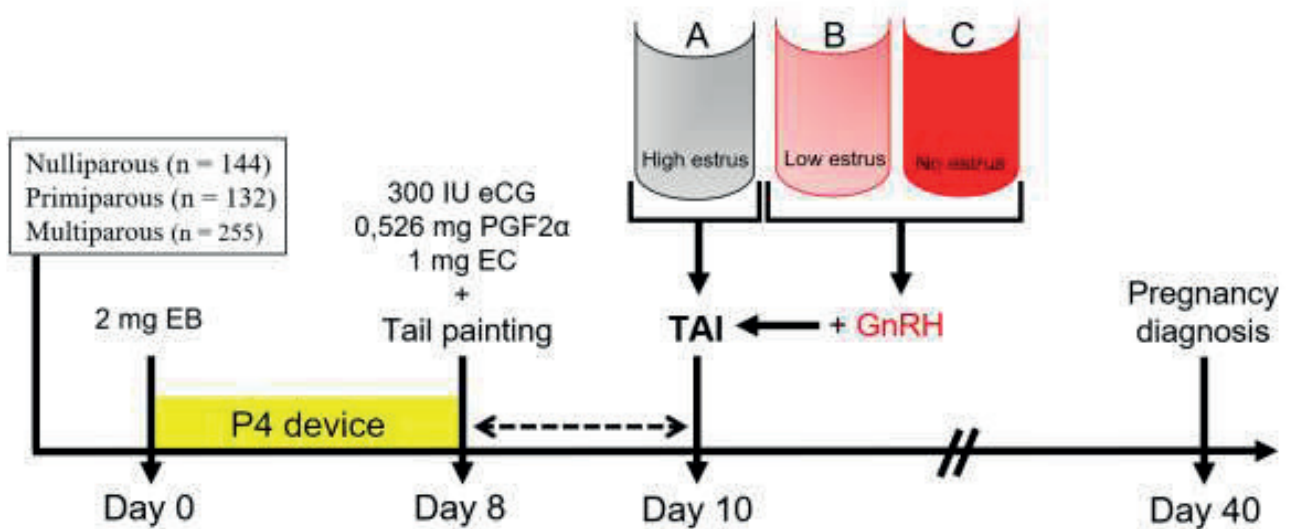 A
B
C
High estrus
Low estrus
No estrus
Nulliparous (n = 144)
Primiparous (n = 132)
Multiparous (n = 255)
300 IU eCG
0,526 mg PGF2α
1 mg EC
+
Tail painting
2 mg EB
TAI
+ GnRH
Pregnancy
diagnosis
P4 device
Day 0
Day 8
Day 10
Day 40